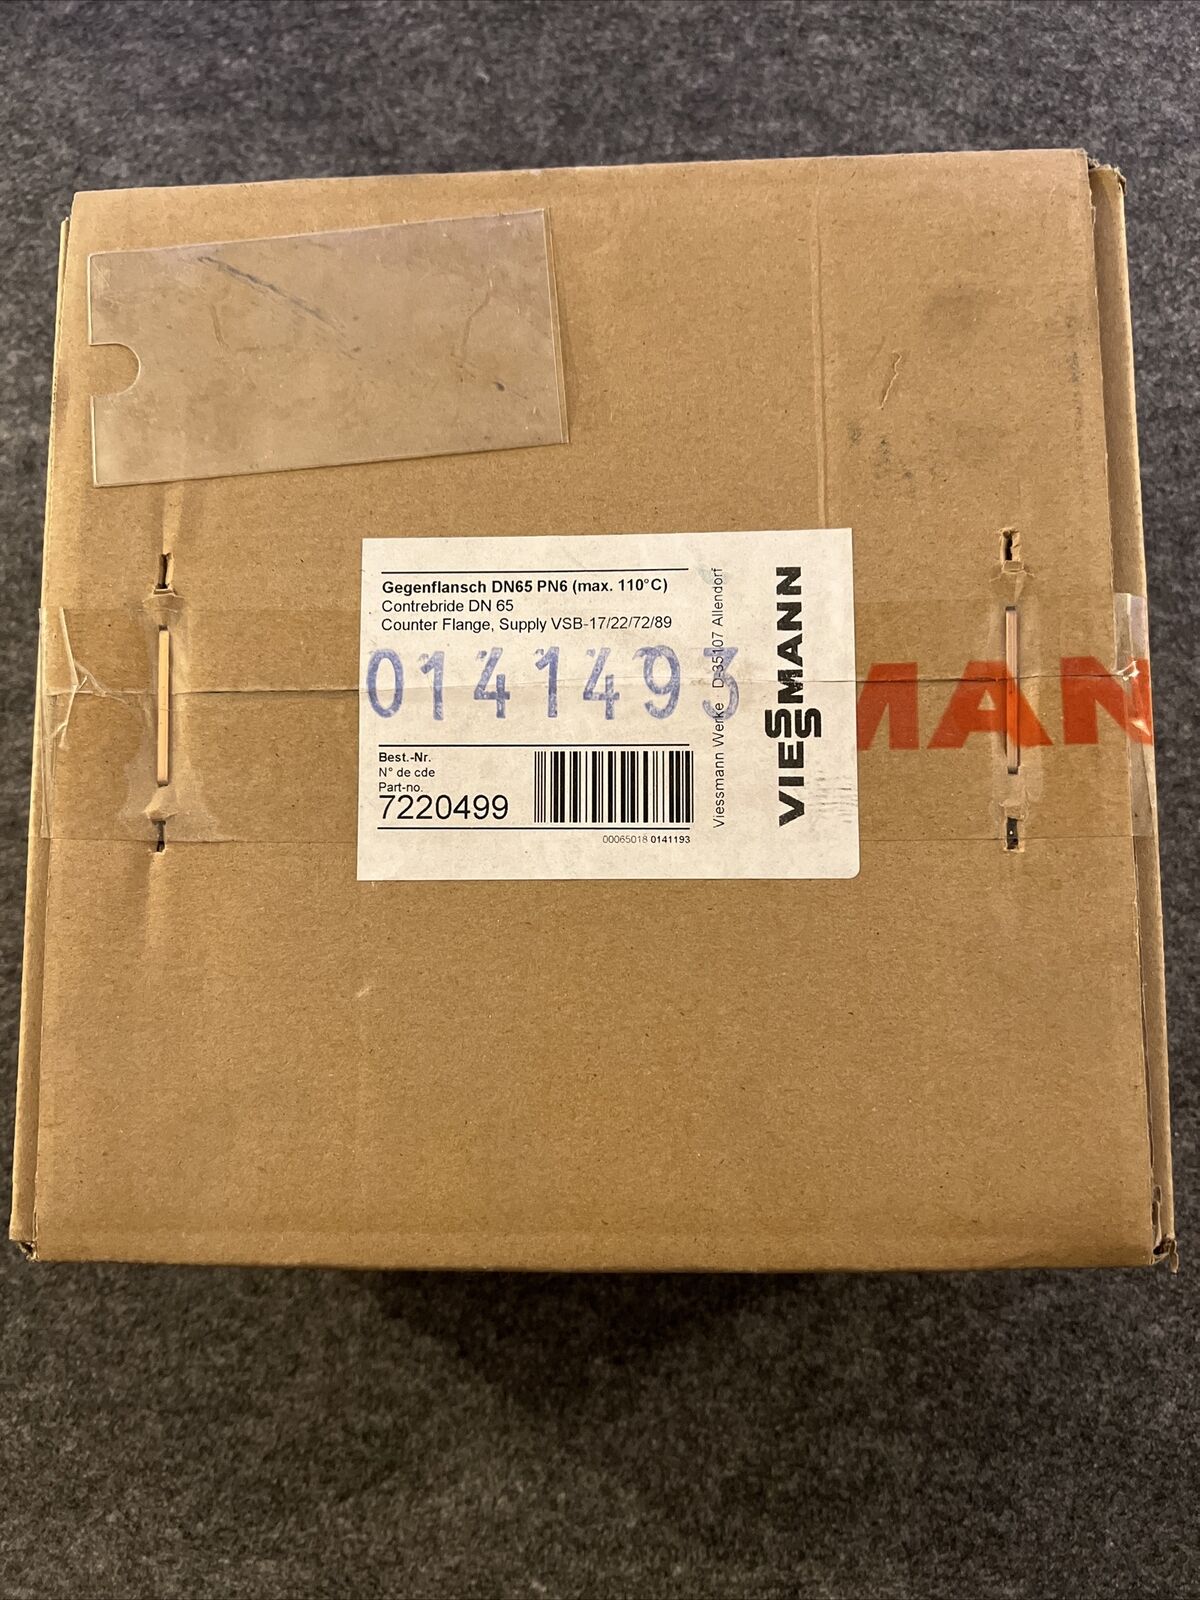 Gegenflansch DN65 PN6 (max. 110°C)
Contrebride DN 65
Counter Flange, Supply VSB-17/22/72/89
0141493
Best.-Nr.
N° de cde
Part-no.
7220499
00065018 0141193
Viessmann Werke D-35107 Allendorf
VIESSMANN
MAN